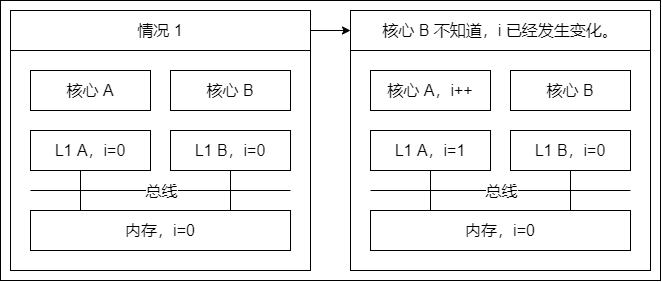 情况 1
核心 B 不知道，i 已经发生变化。
核心 A
核心 B
核心 A，i++
核心 B
L1 A，i=0
L1 B，i=0
L1 A，i=1
L1 B，i=0
总线
总线
内存，i=0
内存，i=0